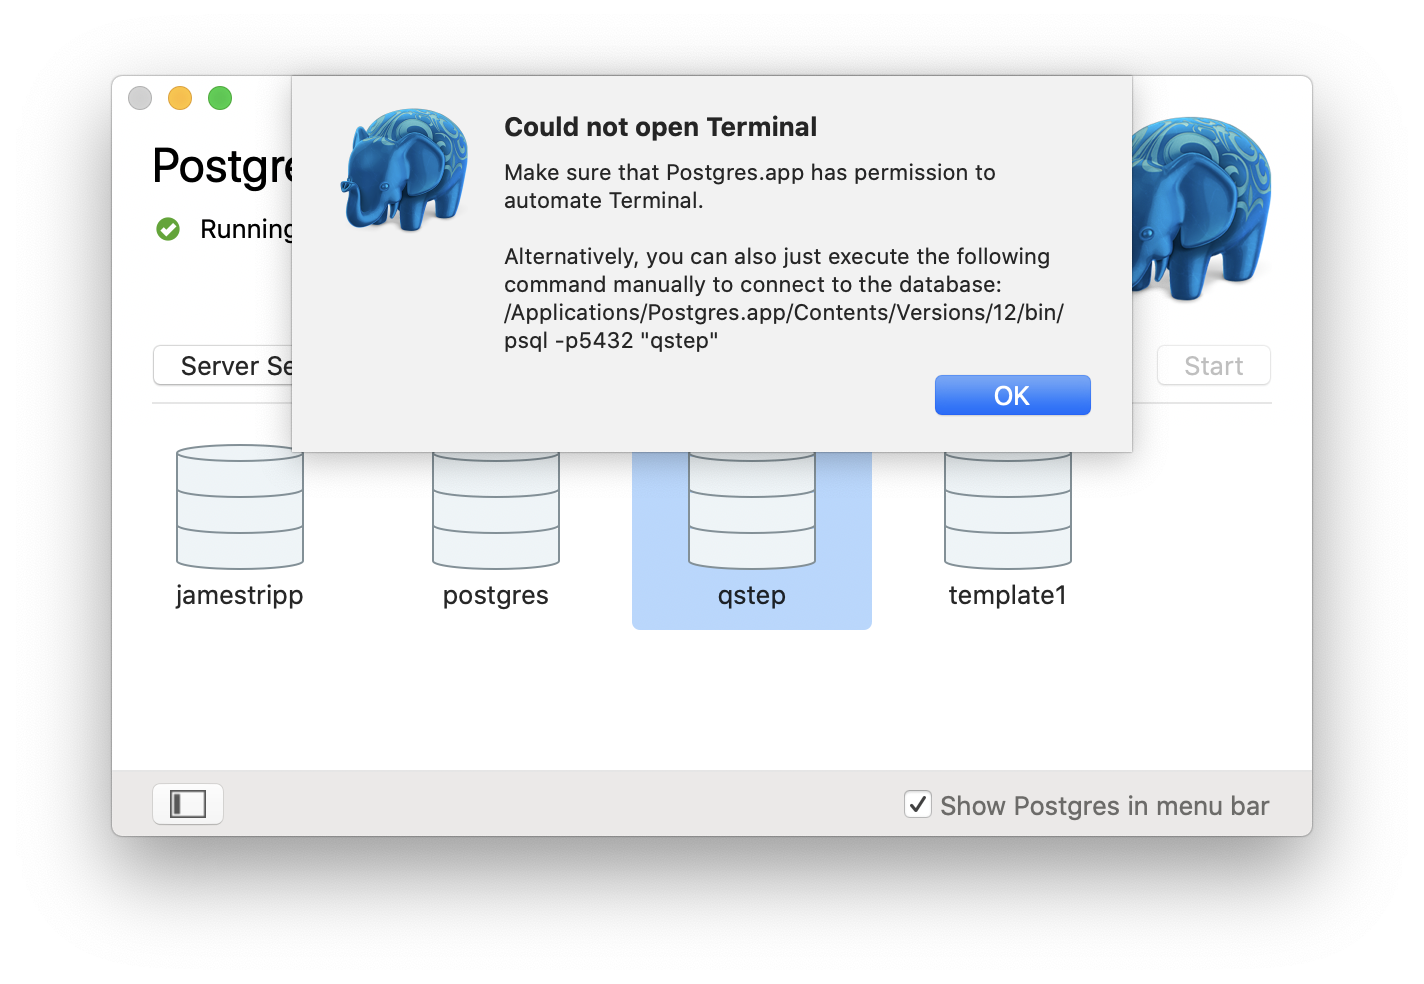 Could not open Terminal
Make sure that Postgres.app has permission to
automate Terminal.
Alternatively, you can also just execute the following
command manually to connect to the database:
/Applications/Postgres.app/Contents/Versions/12/bin/
psql -p5432 "qstep"
OK
Postgre
Running
Server Se
Start
jamestripp
postgres
qstep
template1
Show Postgres in menu bar